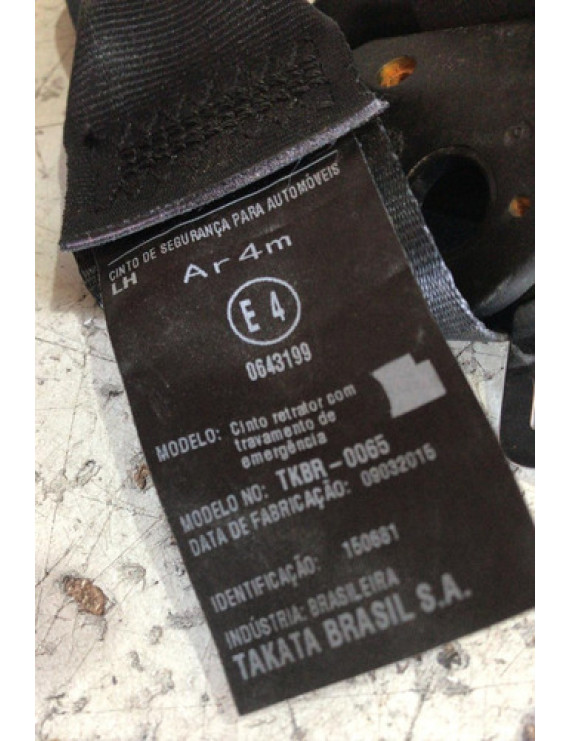 CINTO DE SEGURANÇA PARA AUTOMÓVEIS
LH
Ar4m
E 4
0643199
MODELO: Cinto retrator com
travamento de
emergência
MODELO NO: TKBR-0065
DATA DE FABRICAÇÃO: 09032015
IDENTIFICAÇÃO: 150681
INDÚSTRIA: BRASILEIRA
TAKATA BRASIL S.A.